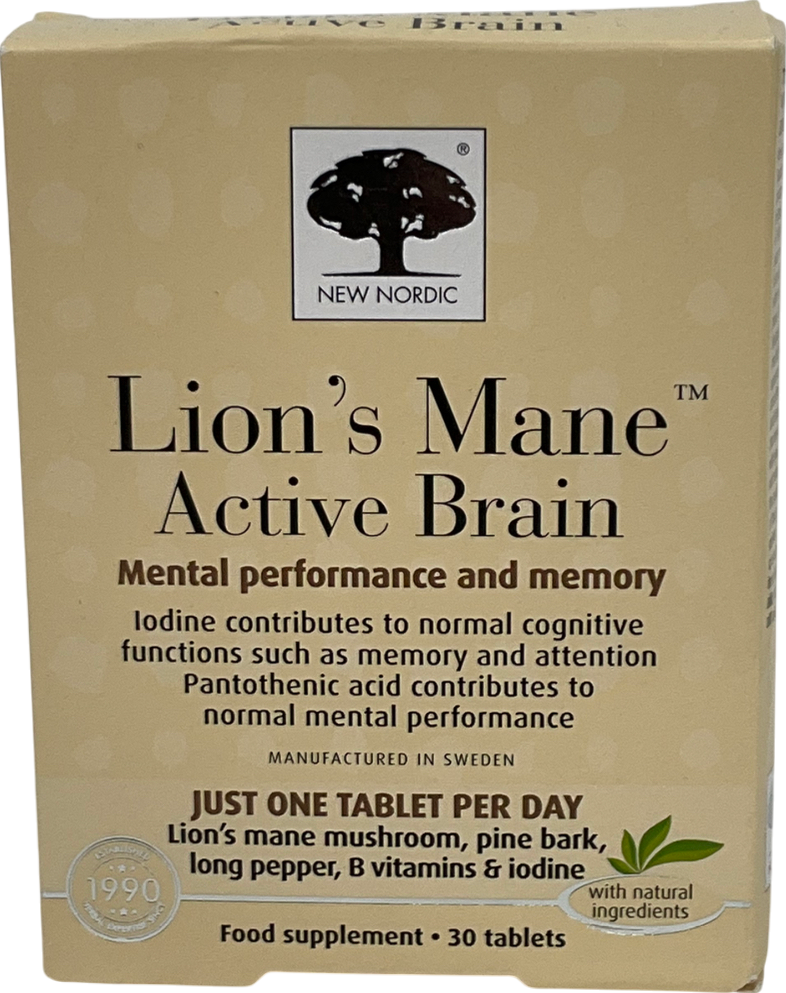 Active Brain
®
NEW NORDIC
Lion's Mane™
Active Brain
Mental performance and memory
Iodine contributes to normal cognitive
functions such as memory and attention
Pantothenic acid contributes to
normal mental performance
MANUFACTURED IN SWEDEN
JUST ONE TABLET PER DAY
Lion's mane mushroom, pine bark,
long pepper, B vitamins & iodine
1990
with natural
ingredients
Food supplement • 30 tablets